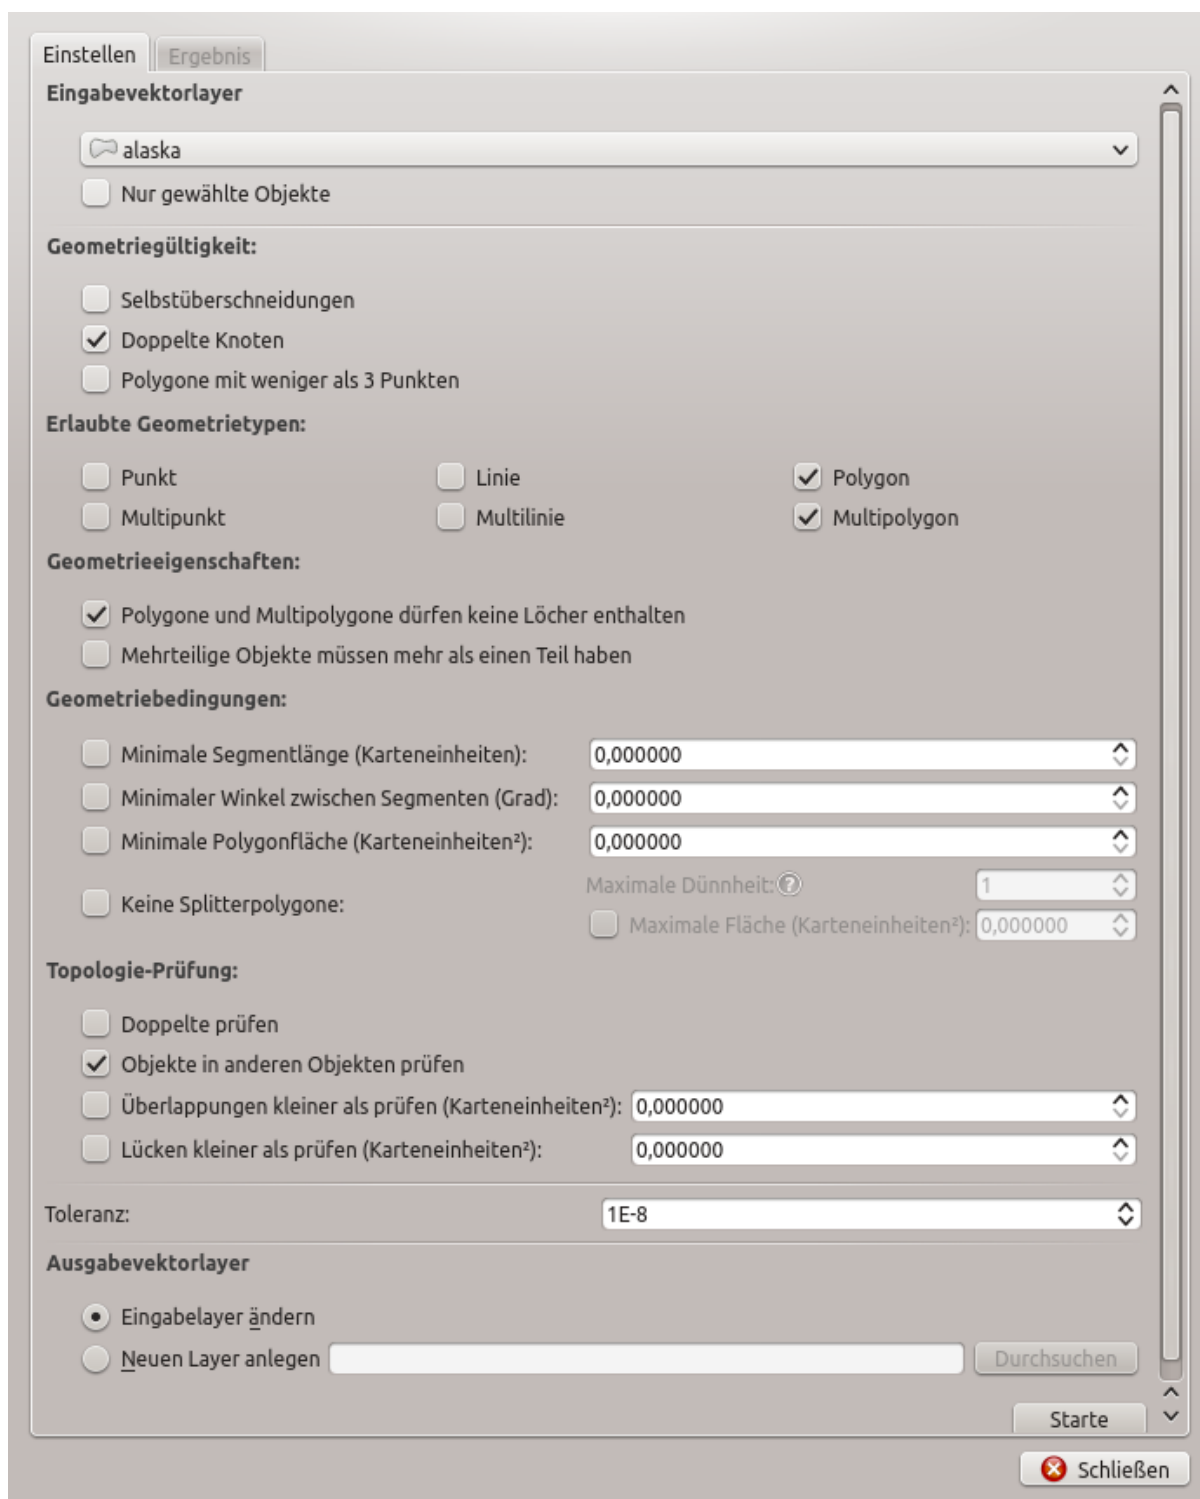 Einstellen Ergebnis
Eingabevektorlayer
alaska
Nur gewählte Objekte
Geometriegültigkeit:
Selbstüberschneidungen
Doppelte Knoten
Polygone mit weniger als 3 Punkten
Erlaubte Geometrietypen:
Punkt Linie Polygon
Multipunkt Multilinie Multipolygon
Geometrieeigenschaften:
Polygone und Multipolygone dürfen keine Löcher enthalten
Mehrteilige Objekte müssen mehr als einen Teil haben
Geometriebedingungen:
Minimale Segmentlänge (Karteneinheiten): 0,000000
Minimaler Winkel zwischen Segmenten (Grad): 0,000000
Minimale Polygonfläche (Karteneinheiten²): 0,000000
Maximale Dünnheit: ? 1
Keine Splitterpolygone:
Maximale Fläche (Karteneinheiten²): 0,000000
Topologie-Prüfung:
Doppelte prüfen
Objekte in anderen Objekten prüfen
Überlappungen kleiner als prüfen (Karteneinheiten²): 0,000000
Lücken kleiner als prüfen (Karteneinheiten²): 0,000000
Toleranz: 1E-8
Ausgabevektorlayer
Eingabelayer ändern
Neuen Layer anlegen Durchsuchen
Starte
Schließen